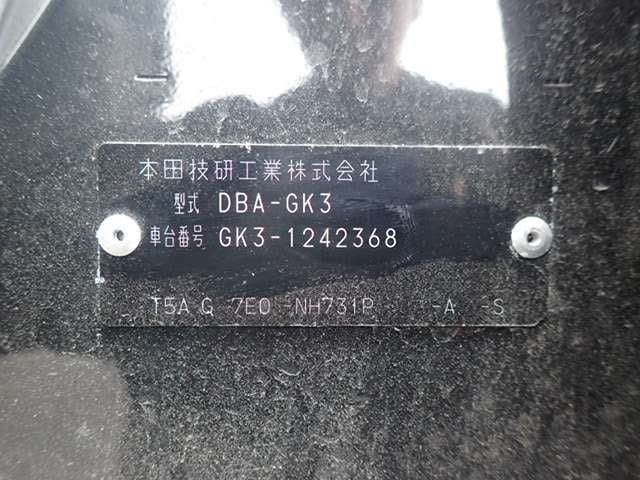 本田技研工業株式会社
型式 DBA-GK3
車台番号 GK3-1242368
T5A G 7E0 -NH731P -A -S